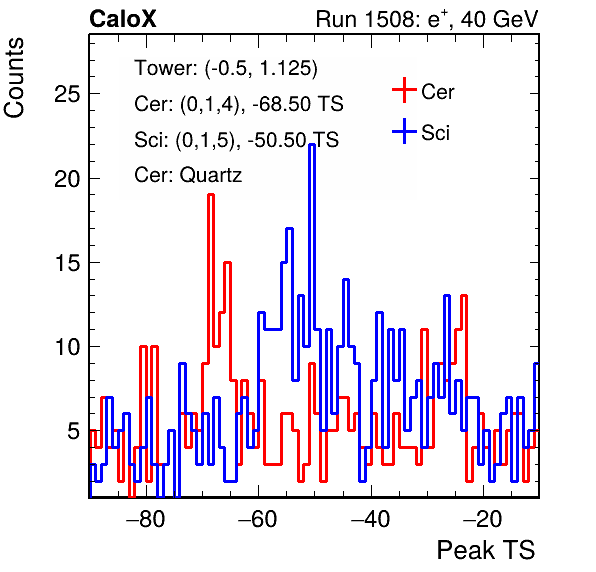 CaloX Run 1508: e⁺, 40 GeV
Counts
Tower: (-0.5, 1.125)
Cer: (0,1,4), -68.50 TS
Sci: (0,1,5), -50.50 TS
Cer: Quartz
Cer
Sci
25
20
15
10
5
−80 −60 −40 −20
Peak TS